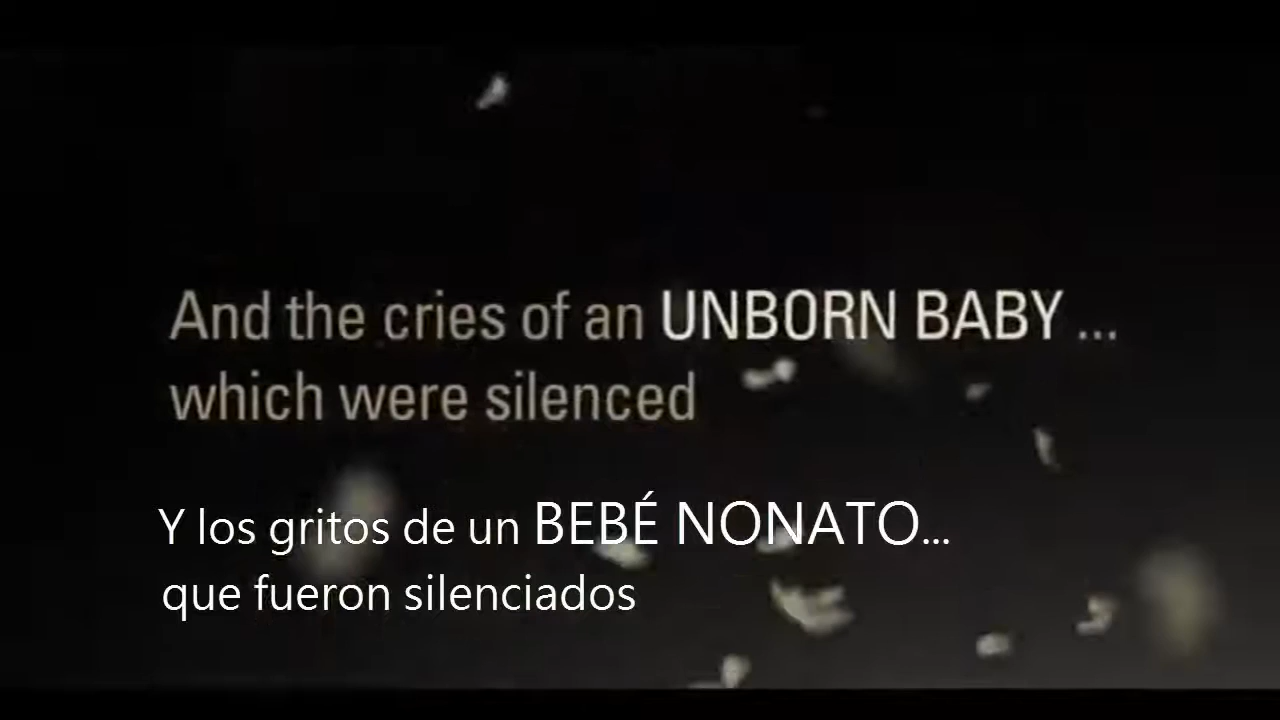 And the cries of an UNBORN BABY ...
which were silenced
Y los gritos de un BEBÉ NONATO...
que fueron silenciados